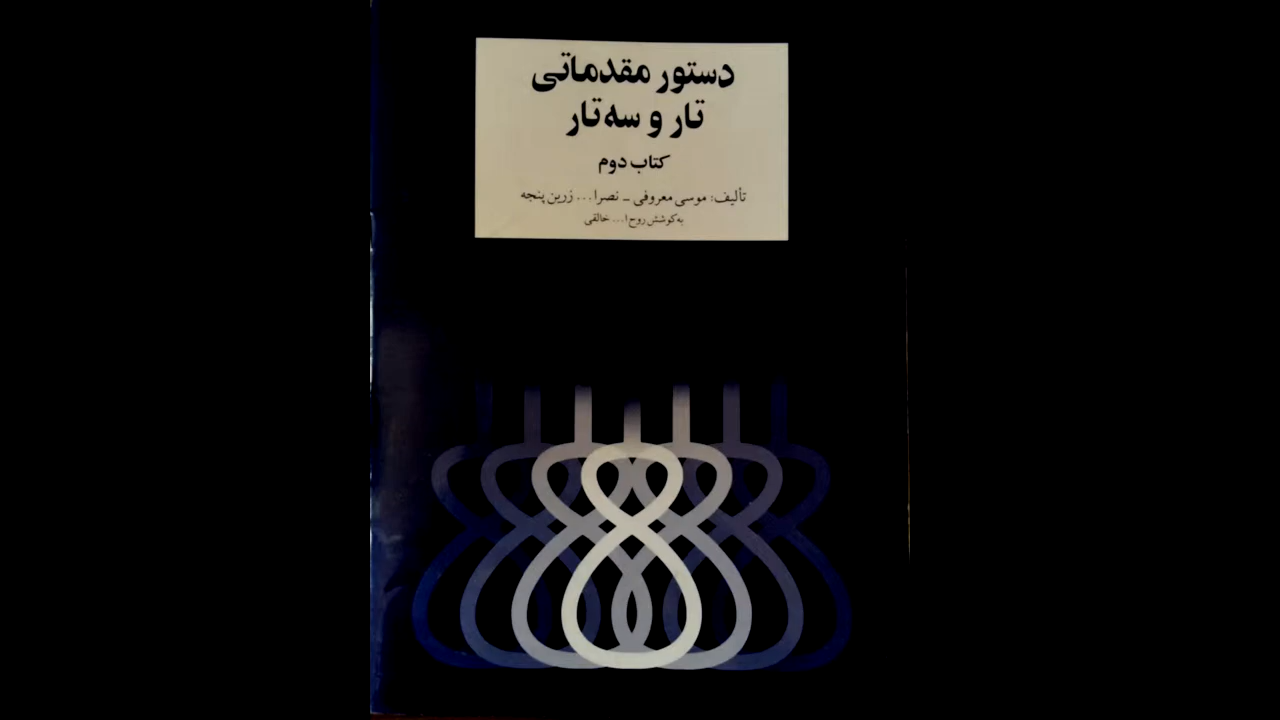 دستور مقدماتی
تار و سه‌تار
کتاب دوم
تألیف: موسی معروفی ـ نصرا... زرین پنجه
به‌کوشش روح ا... خالقی